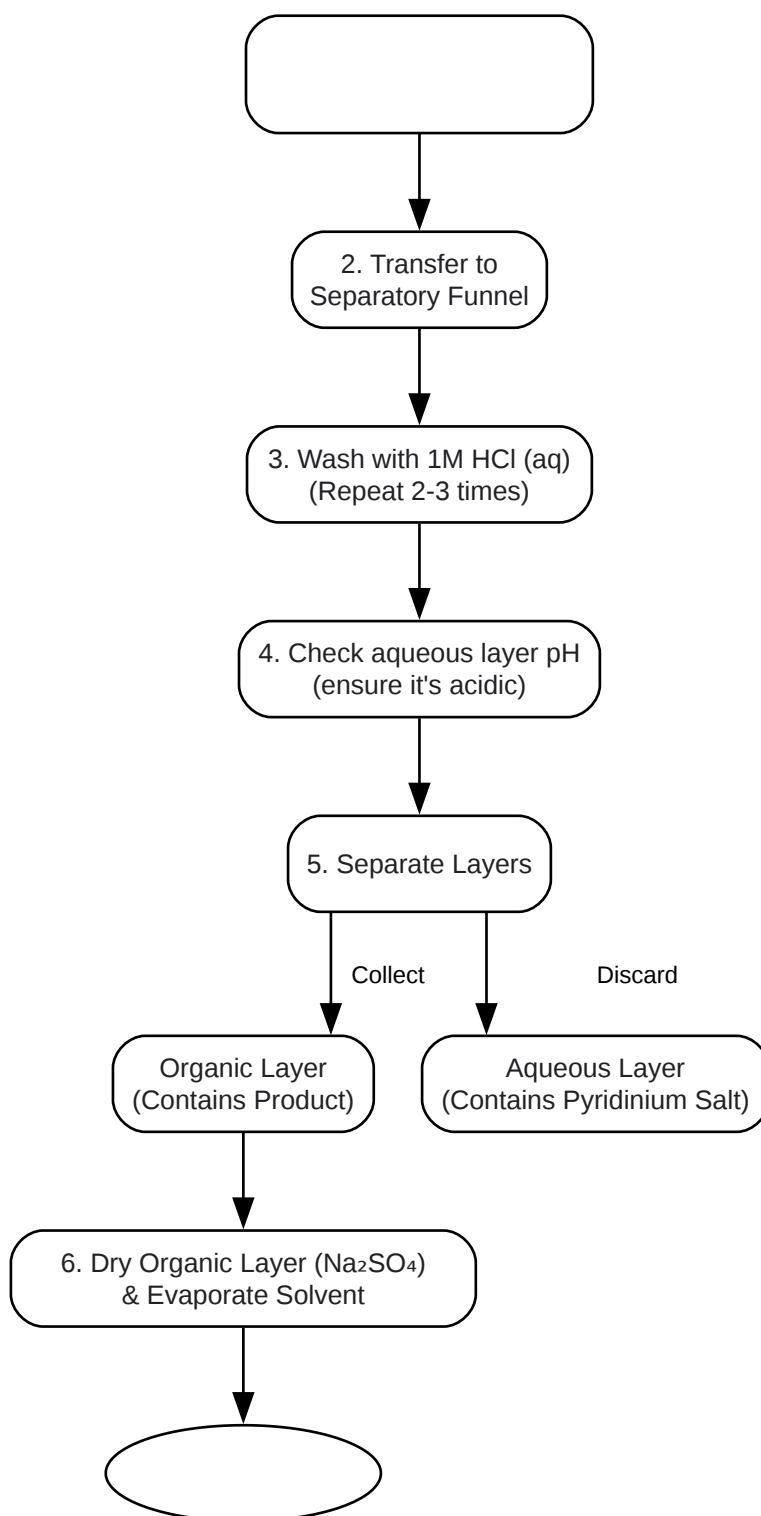 2. Transfer to
Separatory Funnel
3. Wash with 1M HCl (aq)
(Repeat 2-3 times)
4. Check aqueous layer pH
(ensure it's acidic)
5. Separate Layers
Collect
Discard
Organic Layer
(Contains Product)
Aqueous Layer
(Contains Pyridinium Salt)
6. Dry Organic Layer (Na₂SO₄)
& Evaporate Solvent